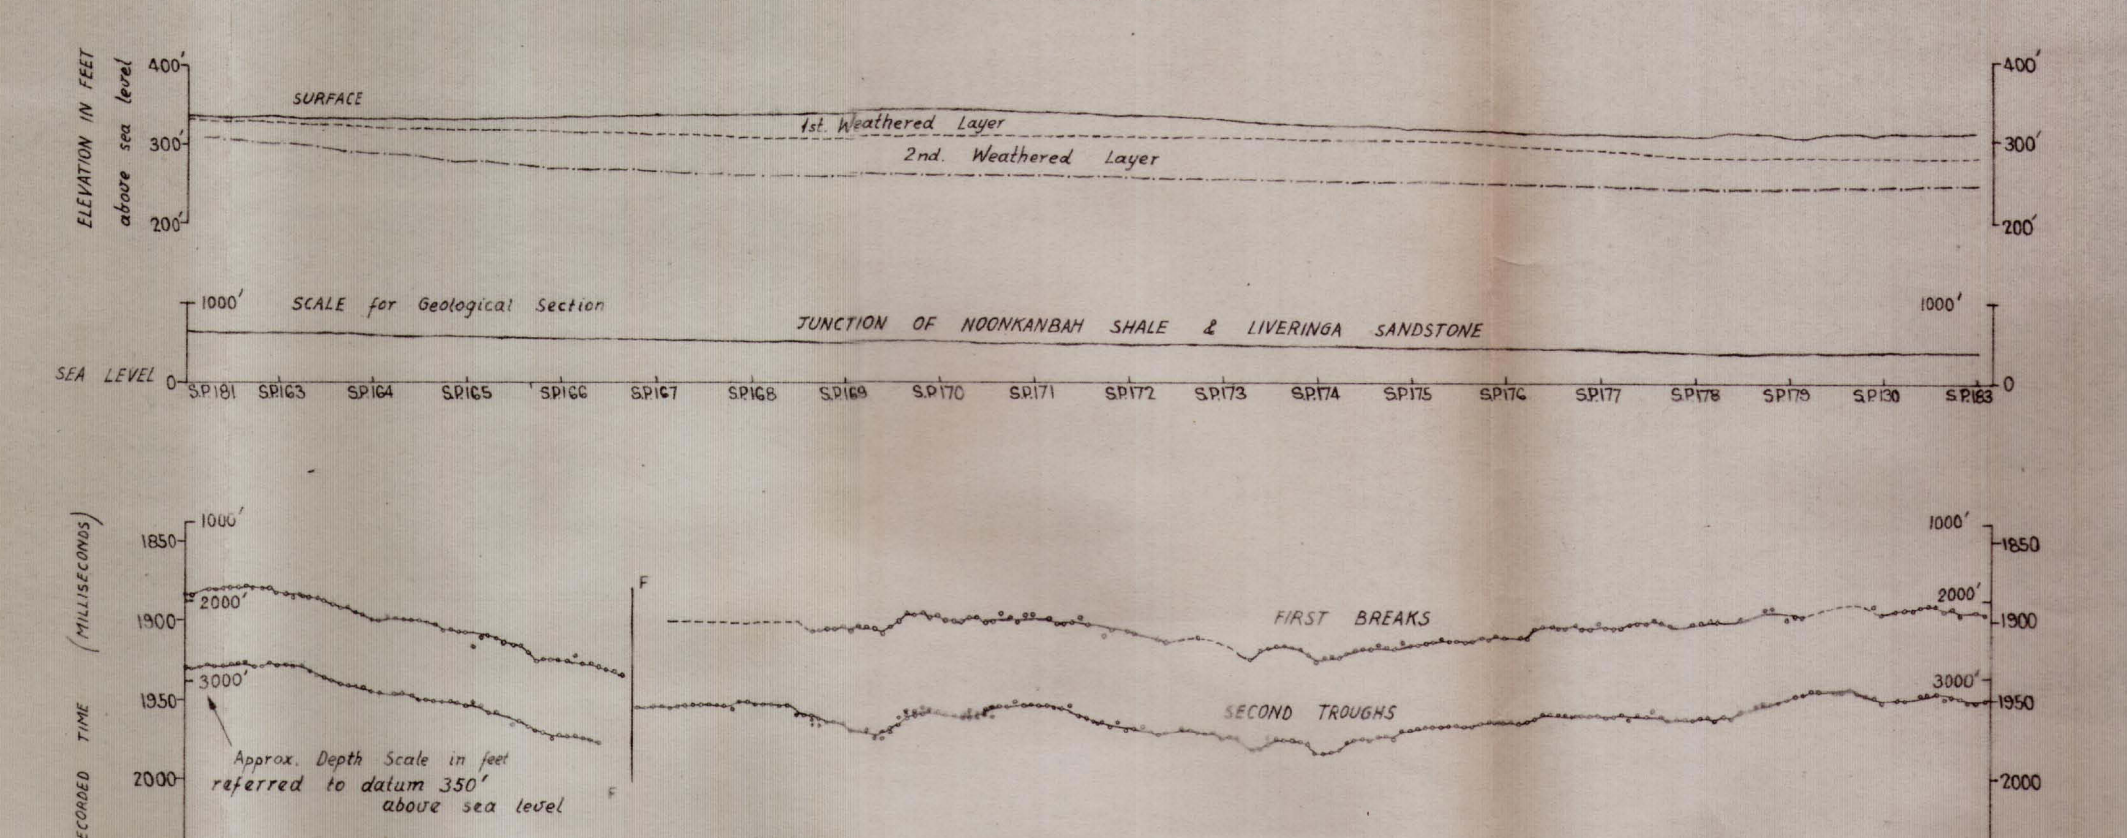 ELEVATION IN FEET
above sea level
400'
300'
200'
SURFACE
1st. Weathered Layer
2nd. Weathered Layer
400'
300'
200'
1000'
SCALE for Geological Section
1000'
JUNCTION OF NOONKANBAH SHALE & LIVERINGA SANDSTONE
SEA LEVEL 0
0
S.P.181 S.P.163 S.P.164 S.P.165 S.P.166 S.P.167 S.P.168 S.P.169 S.P.170 S.P.171 S.P.172 S.P.173 S.P.174 S.P.175 S.P.176 S.P.177 S.P.178 S.P.179 S.P.130 S.P.183
ECORDED TIME (MILLISECONDS)
1000'
1850
2000'
1900
3000'
1950
2000
F
F
FIRST BREAKS
SECOND TROUGHS
Approx. Depth Scale in feet
referred to datum 350'
above sea level
1000'
1850
2000'
1900
3000'
1950
2000